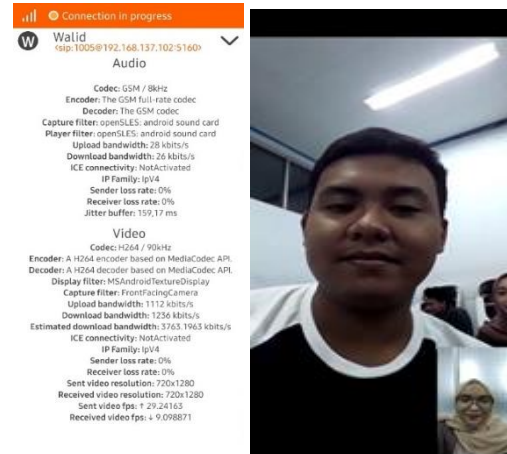 Connection in progress
W
Walid
<sip:1005@192.168.137.102:5160>
Audio
Codec: GSM / 8kHz
Encoder: The GSM full-rate codec
Decoder: The GSM codec
Capture filter: openSLES: android sound card
Player filter: openSLES: android sound card
Upload bandwidth: 28 kbits/s
Download bandwidth: 26 kbits/s
ICE connectivity: NotActivated
IP Family: IpV4
Sender loss rate: 0%
Receiver loss rate: 0%
Jitter buffer: 159,17 ms
Video
Codec: H264 / 90kHz
Encoder: A H264 encoder based on MediaCodec API.
Decoder: A H264 decoder based on MediaCodec API.
Display filter: MSAndroidTextureDisplay
Capture filter: FrontFacingCamera
Upload bandwidth: 1112 kbits/s
Download bandwidth: 1236 kbits/s
Estimated download bandwidth: 3763.1963 kbits/s
ICE connectivity: NotActivated
IP Family: IpV4
Sender loss rate: 0%
Receiver loss rate: 0%
Sent video resolution: 720x1280
Received video resolution: 720x1280
Sent video fps: ↑ 29.24163
Received video fps: ↓ 9.098871